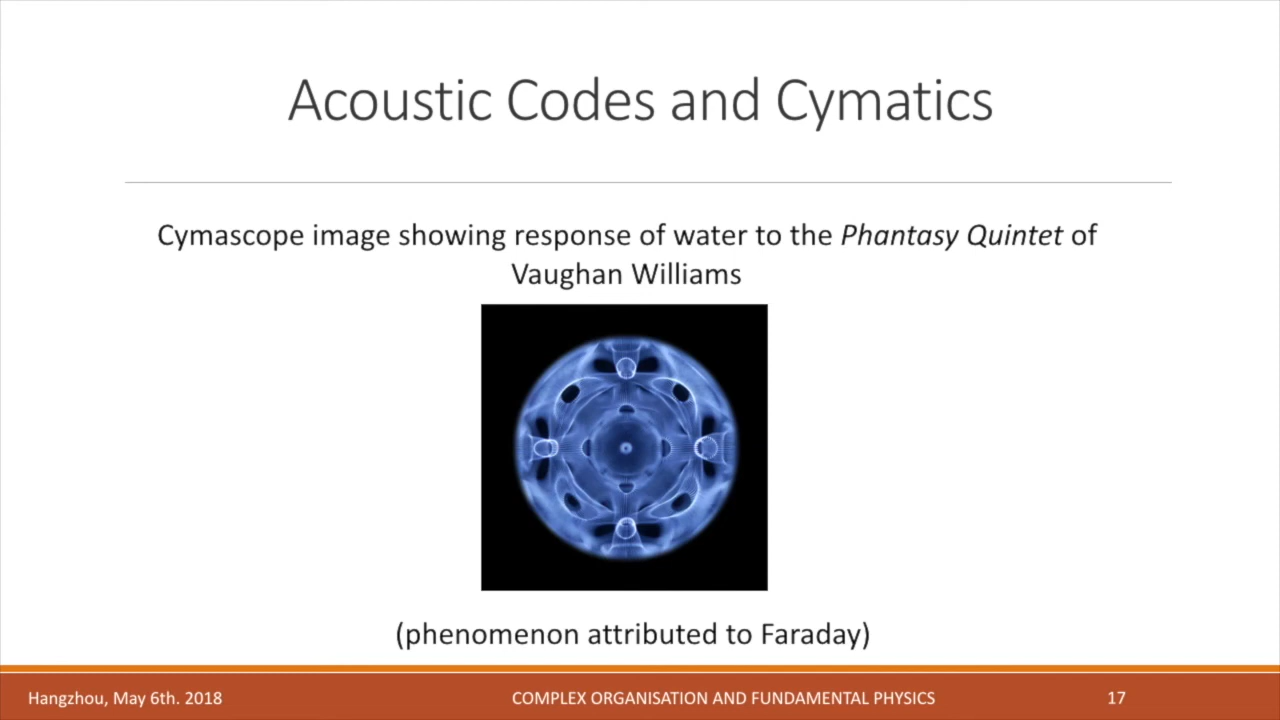 Acoustic Codes and Cymatics
Cymascope image showing response of water to the Phantasy Quintet of
Vaughan Williams
(phenomenon attributed to Faraday)
Hangzhou, May 6th. 2018
COMPLEX ORGANISATION AND FUNDAMENTAL PHYSICS
17